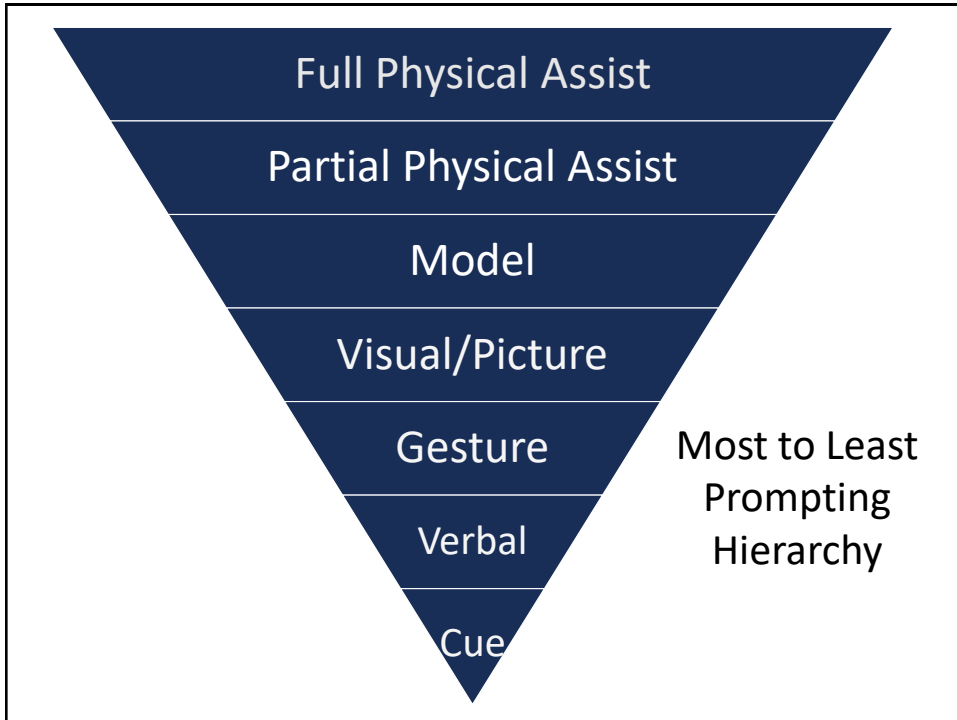 Full Physical Assist
Partial Physical Assist
Model
Visual/Picture
Gesture
Verbal
Cue
Most to Least
Prompting
Hierarchy